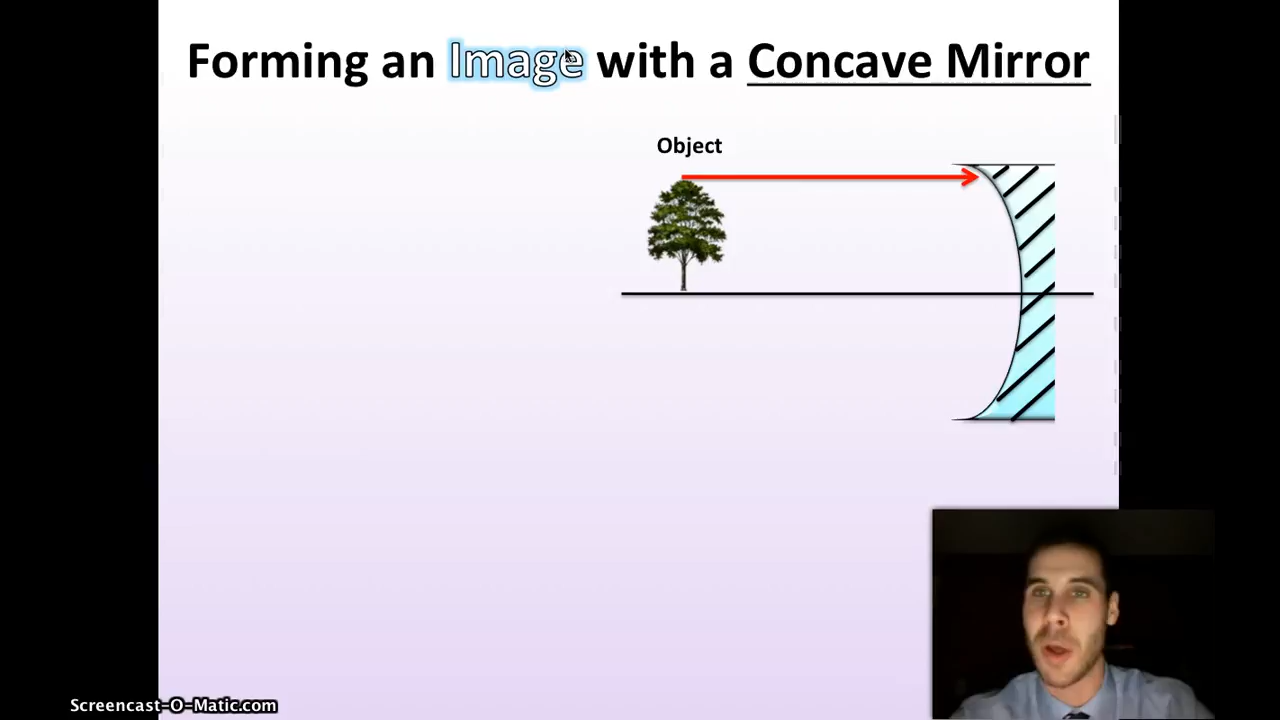 Forming an Image with a Concave Mirror
Object
Screencast-O-Matic.com